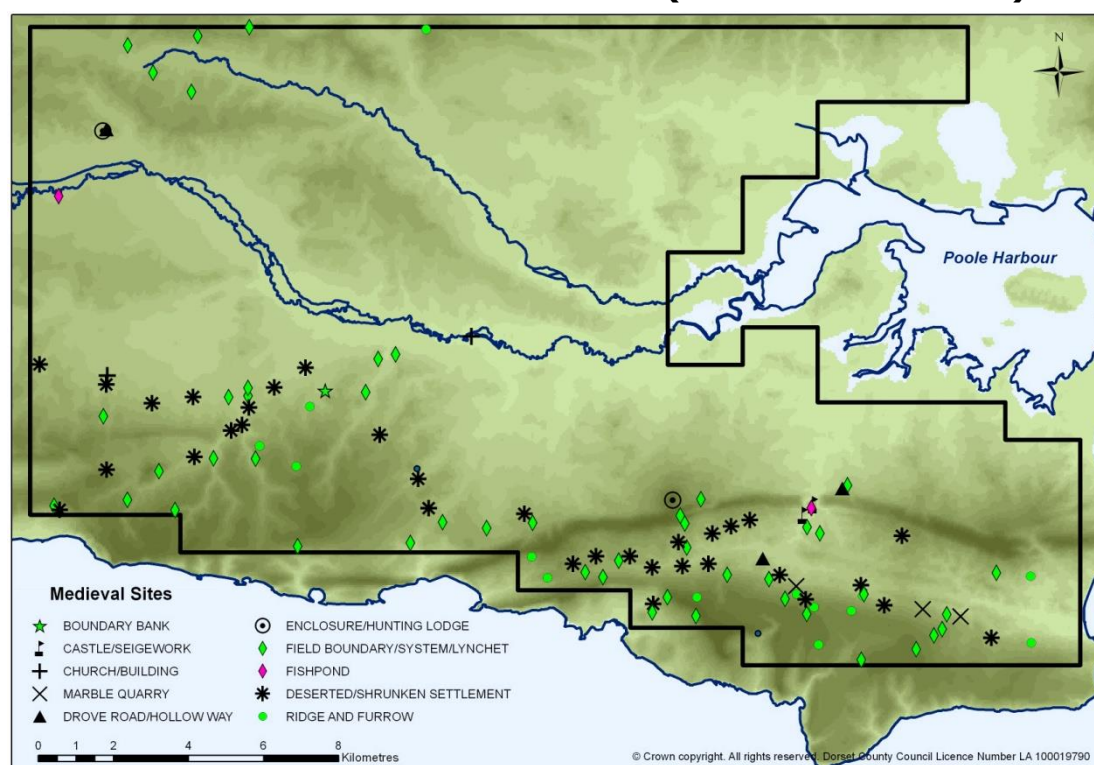 N
Poole Harbour
Medieval Sites
BOUNDARY BANK
CASTLE/SEIGEWORK
CHURCH/BUILDING
MARBLE QUARRY
DROVE ROAD/HOLLOW WAY
ENCLOSURE/HUNTING LODGE
FIELD BOUNDARY/SYSTEM/LYNCHET
FISHPOND
DESERTED/SHRUNKEN SETTLEMENT
RIDGE AND FURROW
0 1 2 4 6 8
Kilometres
© Crown copyright. All rights reserved. Dorset County Council Licence Number LA 100019790